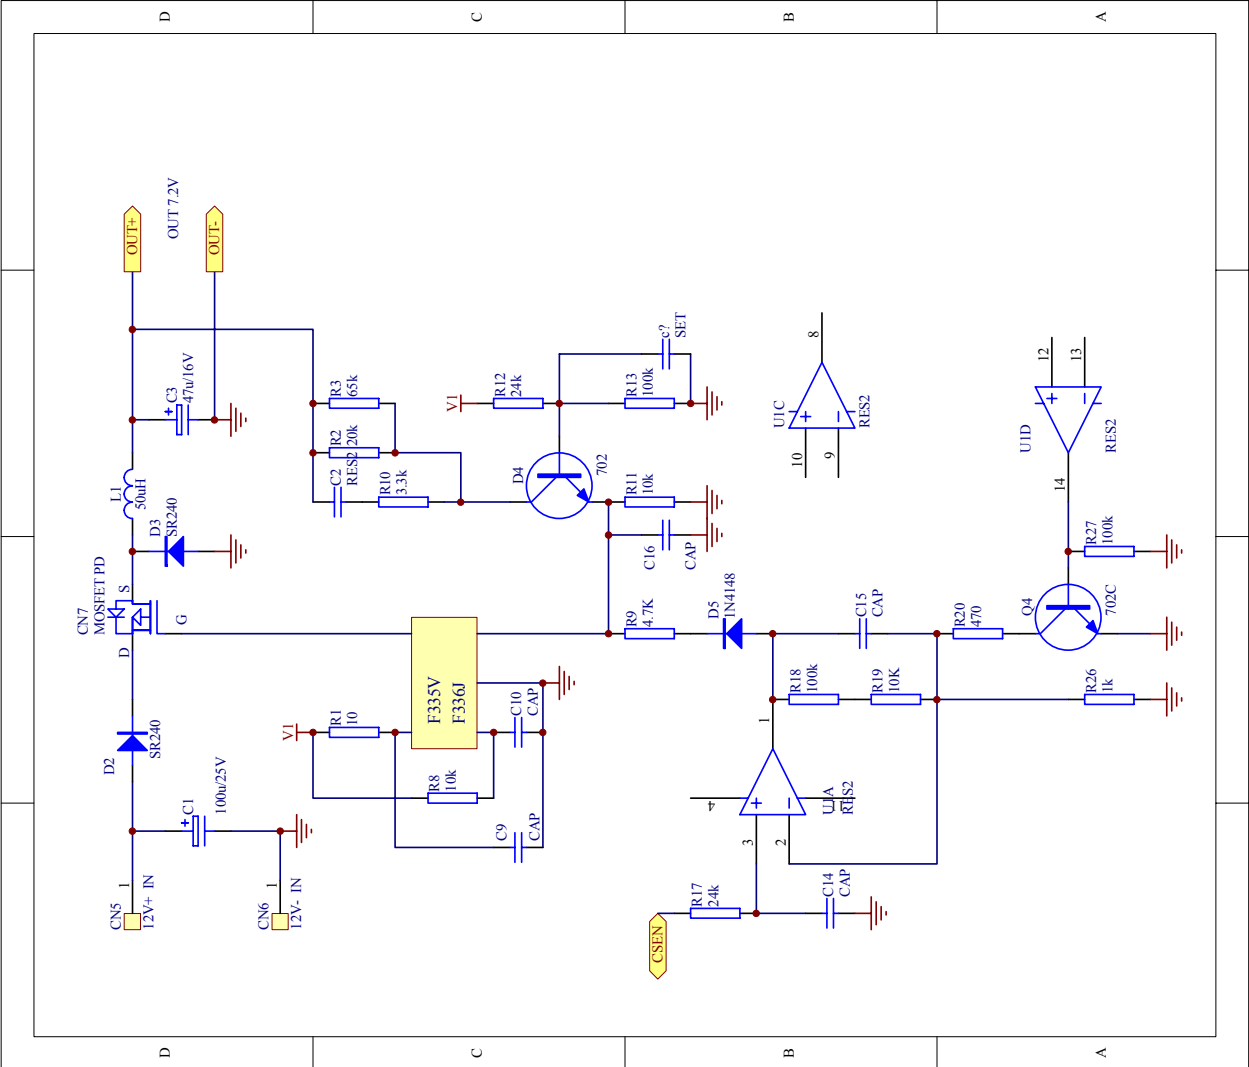 D
C
B
A
OUT+
OUT 7.2V
OUT-
C3
47u/16V
L1
50uH
D3
SR240
CN7
MOSFET PD
S
G
D
D2
SR240
C1
100u/25V
CN5
12V+ IN
1
CN6
12V- IN
1
R3
65k
R2
20k
C2
RES2
R10
3.3k
V1
R12
24k
R13
100k
c?
SET
D4
702
R11
10k
C16
CAP
V1
R1
10
F335V
F336J
C10
CAP
R8
10k
C9
CAP
R9
4.7K
D5
1N4148
C15
CAP
R18
100k
R19
10K
R20
470
Q4
702C
R26
1k
R27
100k
U1C
RES2
10
9
8
U1D
RES2
12
13
14
1
4
3
2
U1A
RES2
11
R17
24k
C14
CAP
CSEN
D
C
B
A